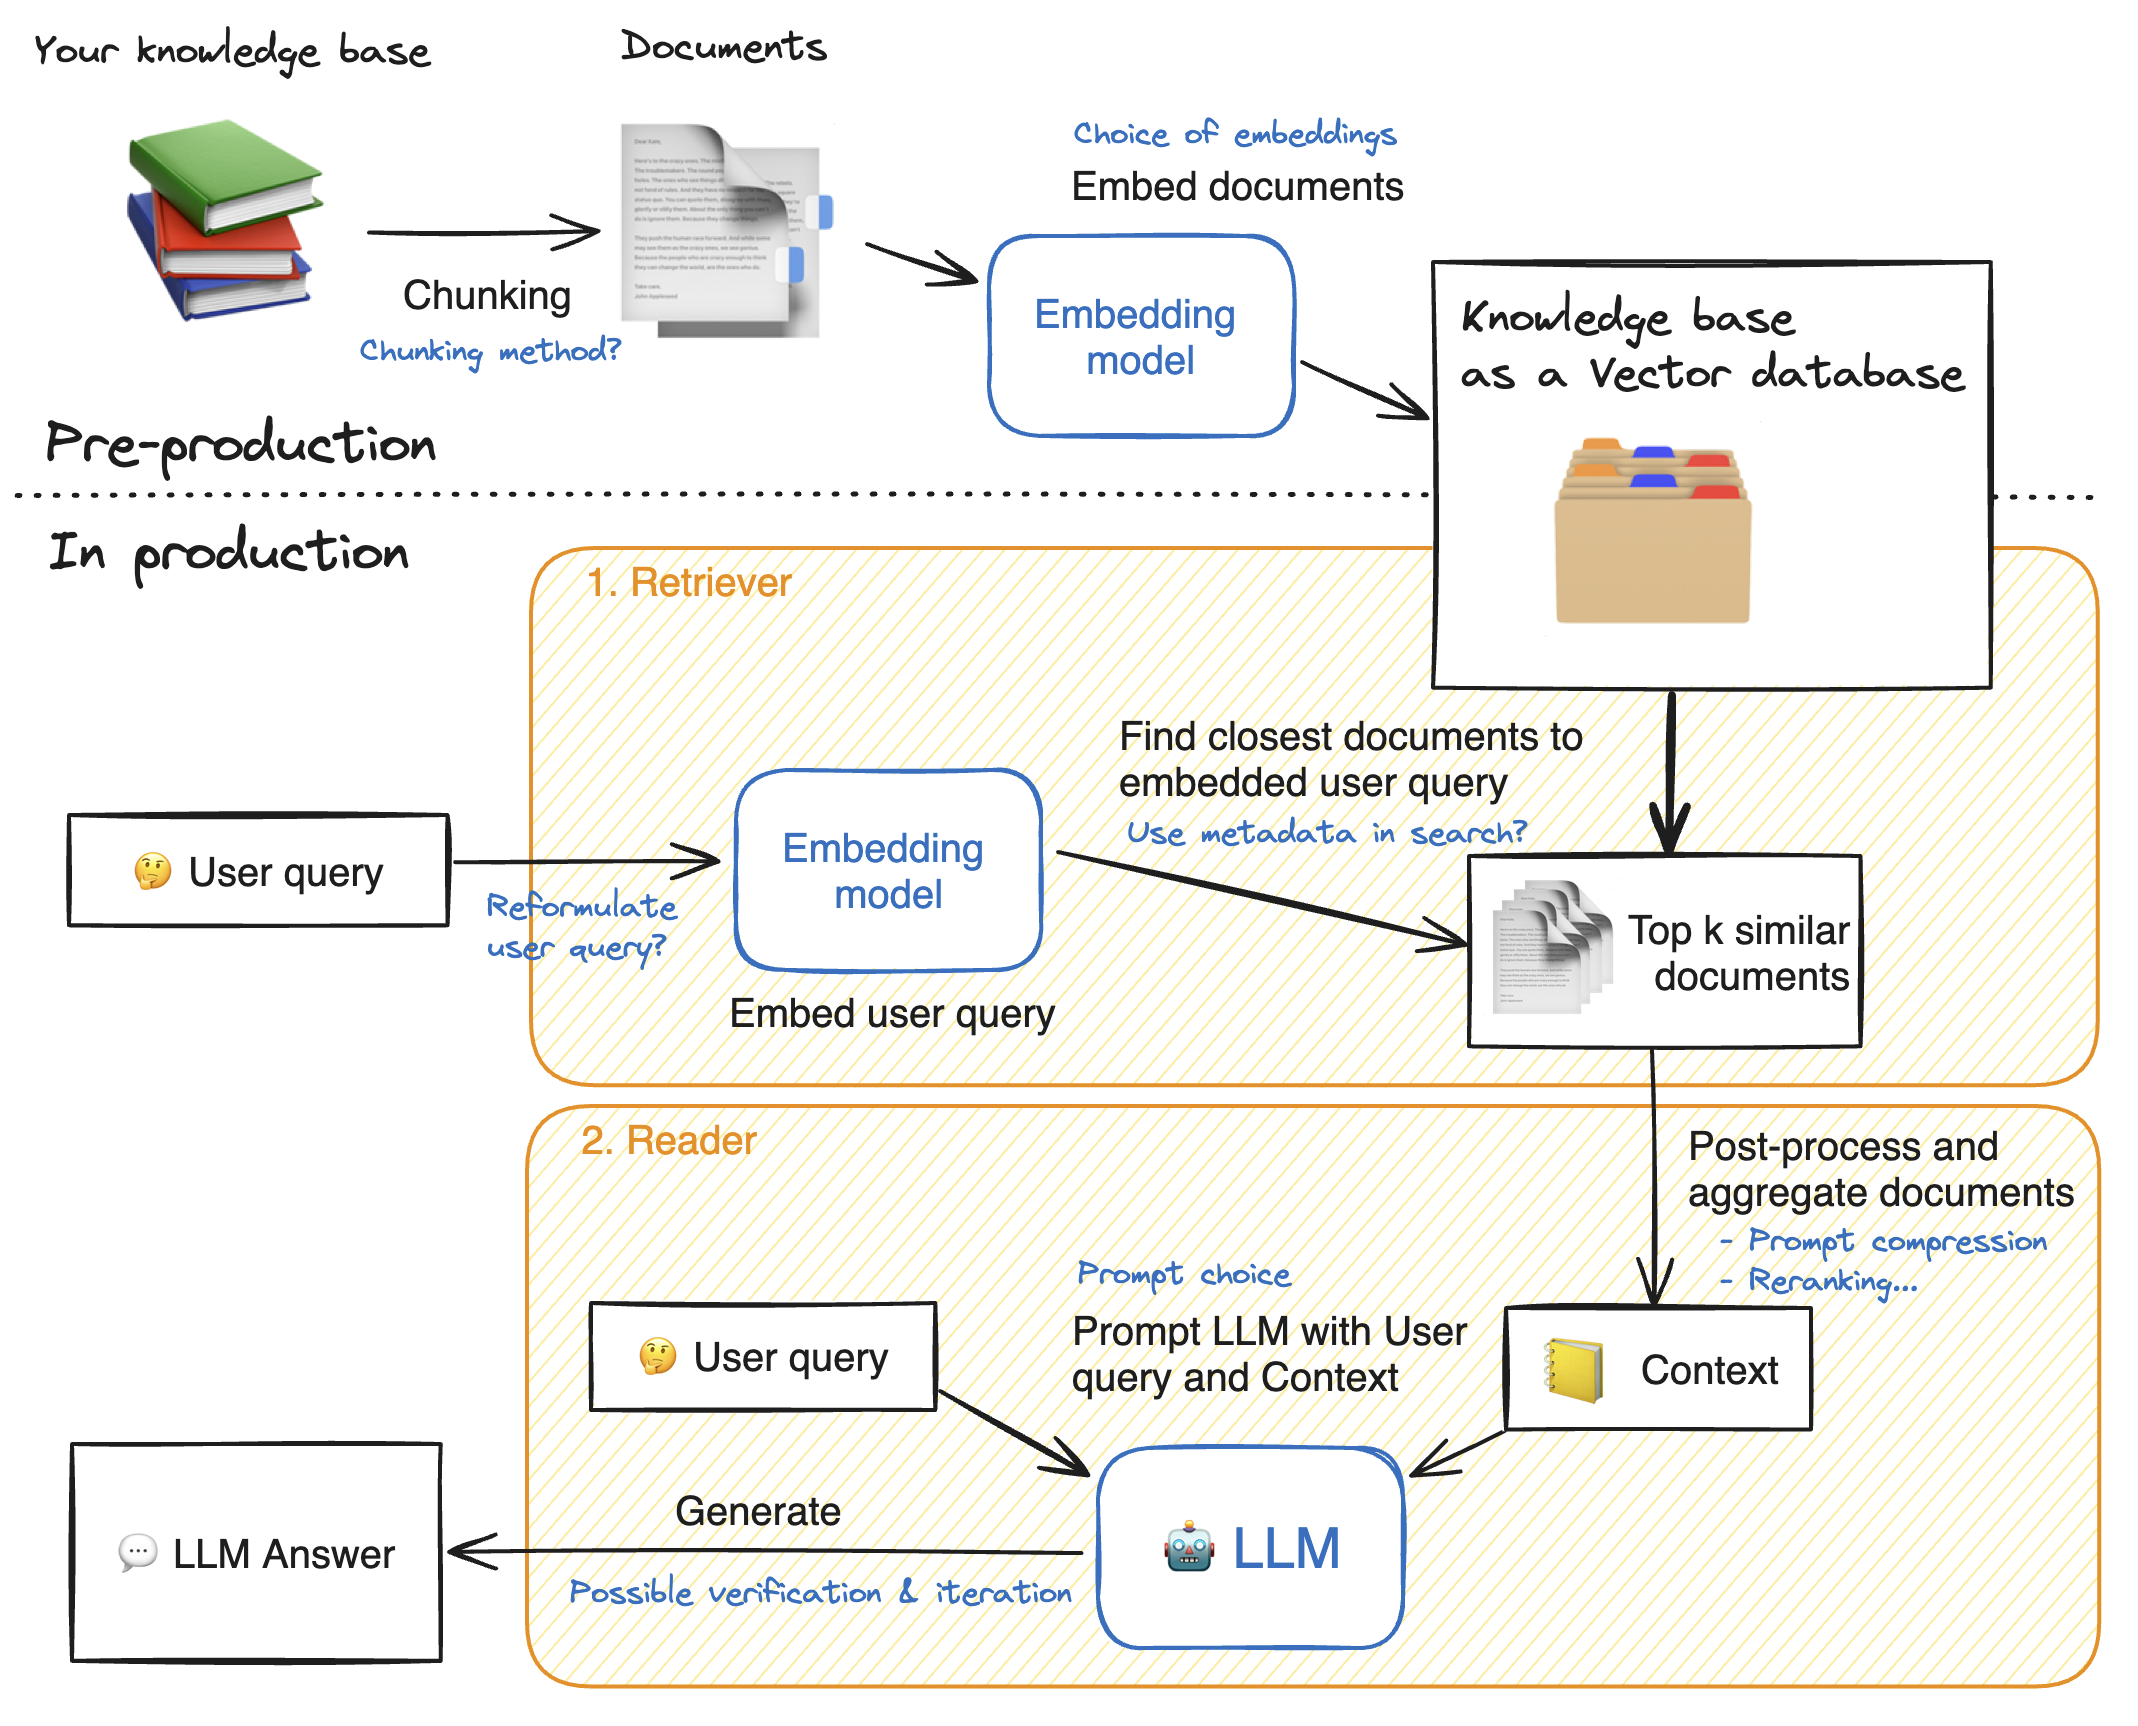 Your knowledge base
Documents
Choice of embeddings
Embed documents
Chunking
Chunking method?
Embedding
model
Knowledge base
as a Vector database
Pre-production
In production
1. Retriever
Find closest documents to
embedded user query
Use metadata in search?
🤔 User query
Reformulate
user query?
Embedding
model
Embed user query
Top k similar
documents
2. Reader
Post-process and
aggregate documents
- Prompt compression
- Reranking...
Prompt choice
Prompt LLM with User
query and Context
🤔 User query
Context
Generate
Possible verification & iteration
🤖 LLM
💬 LLM Answer